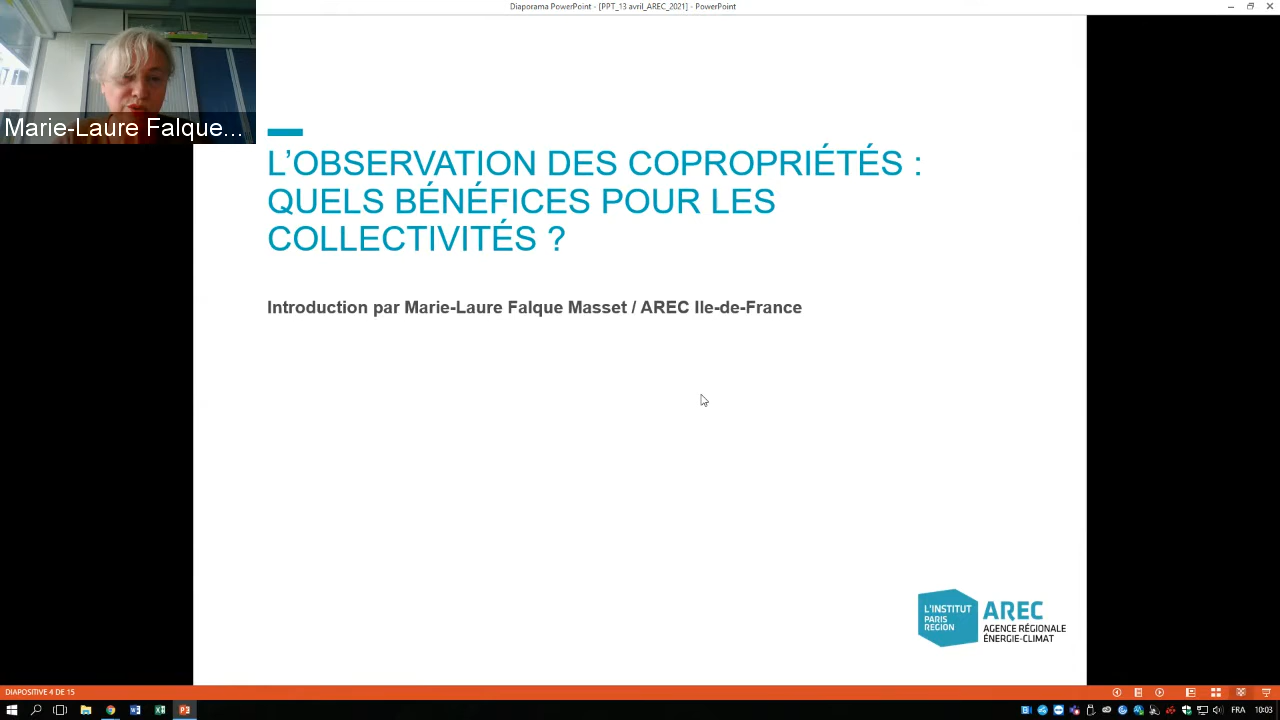 Diaporama PowerPoint - [PPT_13 avril_AREC_2021] - PowerPoint
Marie-Laure Falque...
L’OBSERVATION DES COPROPRIÉTÉS :
QUELS BÉNÉFICES POUR LES
COLLECTIVITÉS ?
Introduction par Marie-Laure Falque Masset / AREC Ile-de-France
L'INSTITUT
PARIS
REGION
AREC
AGENCE RÉGIONALE
ÉNERGIE-CLIMAT
DIAPOSITIVE 4 DE 15
FRA
10:03